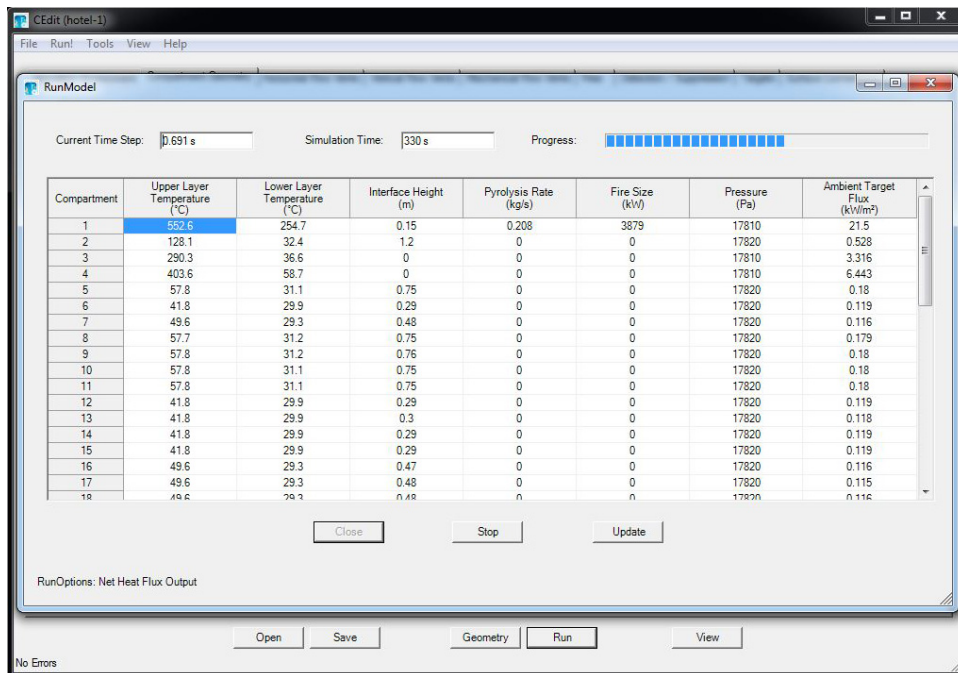 CEdit (hotel-1)
File Run! Tools View Help
RunModel
Current Time Step: 0.691 s Simulation Time: 330 s Progress:
Compartment Upper Layer Temperature (°C) Lower Layer Temperature (°C) Interface Height (m) Pyrolysis Rate (kg/s) Fire Size (kW) Pressure (Pa) Ambient Target Flux (kW/m²)
1 552.6 254.7 0.15 0.208 3879 17810 21.5
2 128.1 32.4 1.2 0 0 17820 0.528
3 290.3 36.6 0 0 0 17810 3.316
4 403.6 58.7 0 0 0 17810 6.443
5 57.8 31.1 0.75 0 0 17820 0.18
6 41.8 29.9 0.29 0 0 17820 0.119
7 49.6 29.3 0.48 0 0 17820 0.116
8 57.7 31.2 0.75 0 0 17820 0.179
9 57.8 31.2 0.76 0 0 17820 0.18
10 57.8 31.1 0.75 0 0 17820 0.18
11 57.8 31.1 0.75 0 0 17820 0.18
12 41.8 29.9 0.29 0 0 17820 0.119
13 41.8 29.9 0.3 0 0 17820 0.118
14 41.8 29.9 0.29 0 0 17820 0.119
15 41.8 29.9 0.29 0 0 17820 0.119
16 49.6 29.3 0.47 0 0 17820 0.116
17 49.6 29.3 0.48 0 0 17820 0.115
18 49.6 29.3 0.48 0 0 17820 0.116
Close Stop Update
RunOptions: Net Heat Flux Output
Open Save Geometry Run View
No Errors